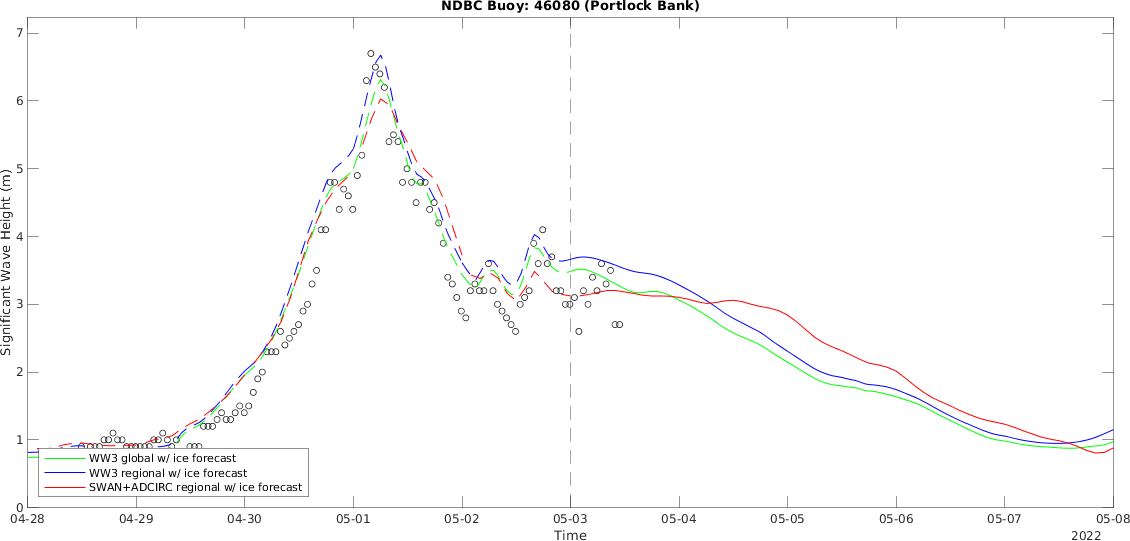 NDBC Buoy: 46080 (Portlock Bank)
Significant Wave Height (m)
7
6
5
4
3
2
1
0
WW3 global w/ ice forecast
WW3 regional w/ ice forecast
SWAN+ADCIRC regional w/ ice forecast
04-28 04-29 04-30 05-01 05-02 05-03 05-04 05-05 05-06 05-07 05-08
Time
2022